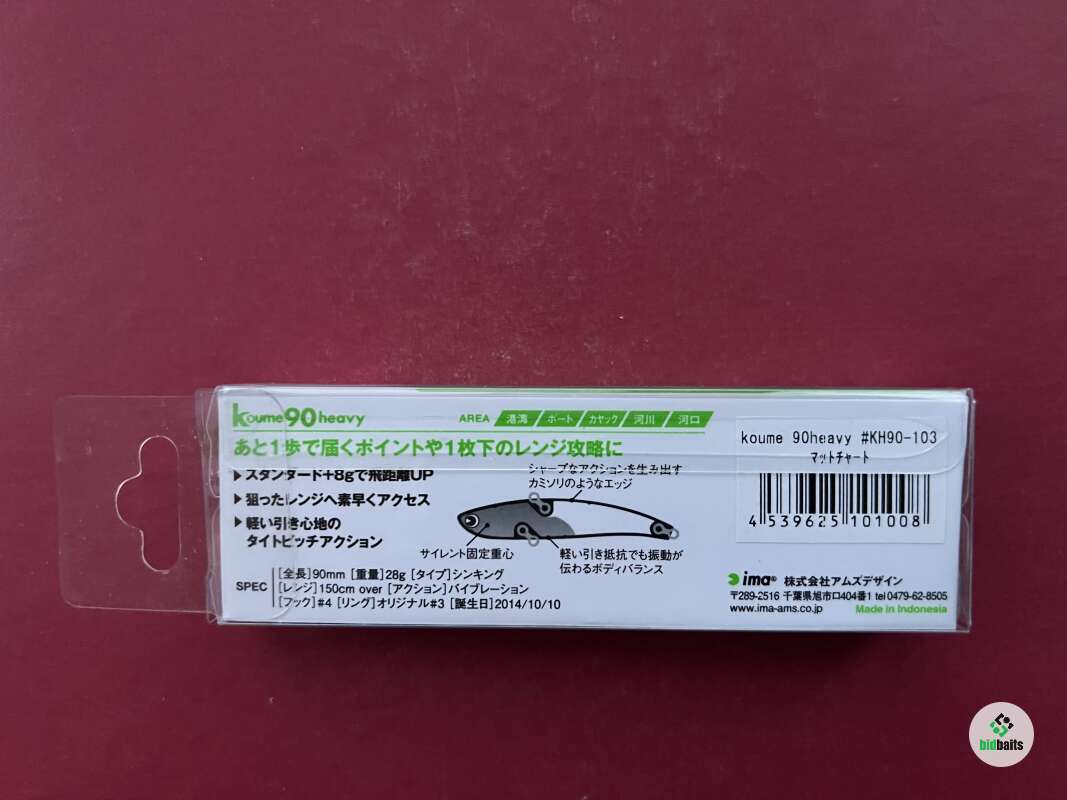 koume90heavy
AREA 港湾 ボート カヤック 河川 河口
あと1歩で届くポイントや1枚下のレンジ攻略に
スタンダード+8gで飛距離UP
狙ったレンジへ素早くアクセス
軽い引き心地の
タイトピッチアクション
シャープなアクションを生み出す
カミソリのようなエッジ
サイレント固定重心
軽い引き抵抗でも振動が
伝わるボディバランス
SPEC
[全長]90mm [重量]28g [タイプ]シンキング
[レンジ]150cm over [アクション]バイブレーション
[フック]#4 [リング]オリジナル#3 [誕生日]2014/10/10
koume 90heavy #KH90-103
マットチャート
4 539625 101008
ima® 株式会社アムズデザイン
〒289-2516 千葉県旭市ロ404番1 tel 0479-62-8505
www.ima-ams.co.jp
Made in Indonesia
bidbaits